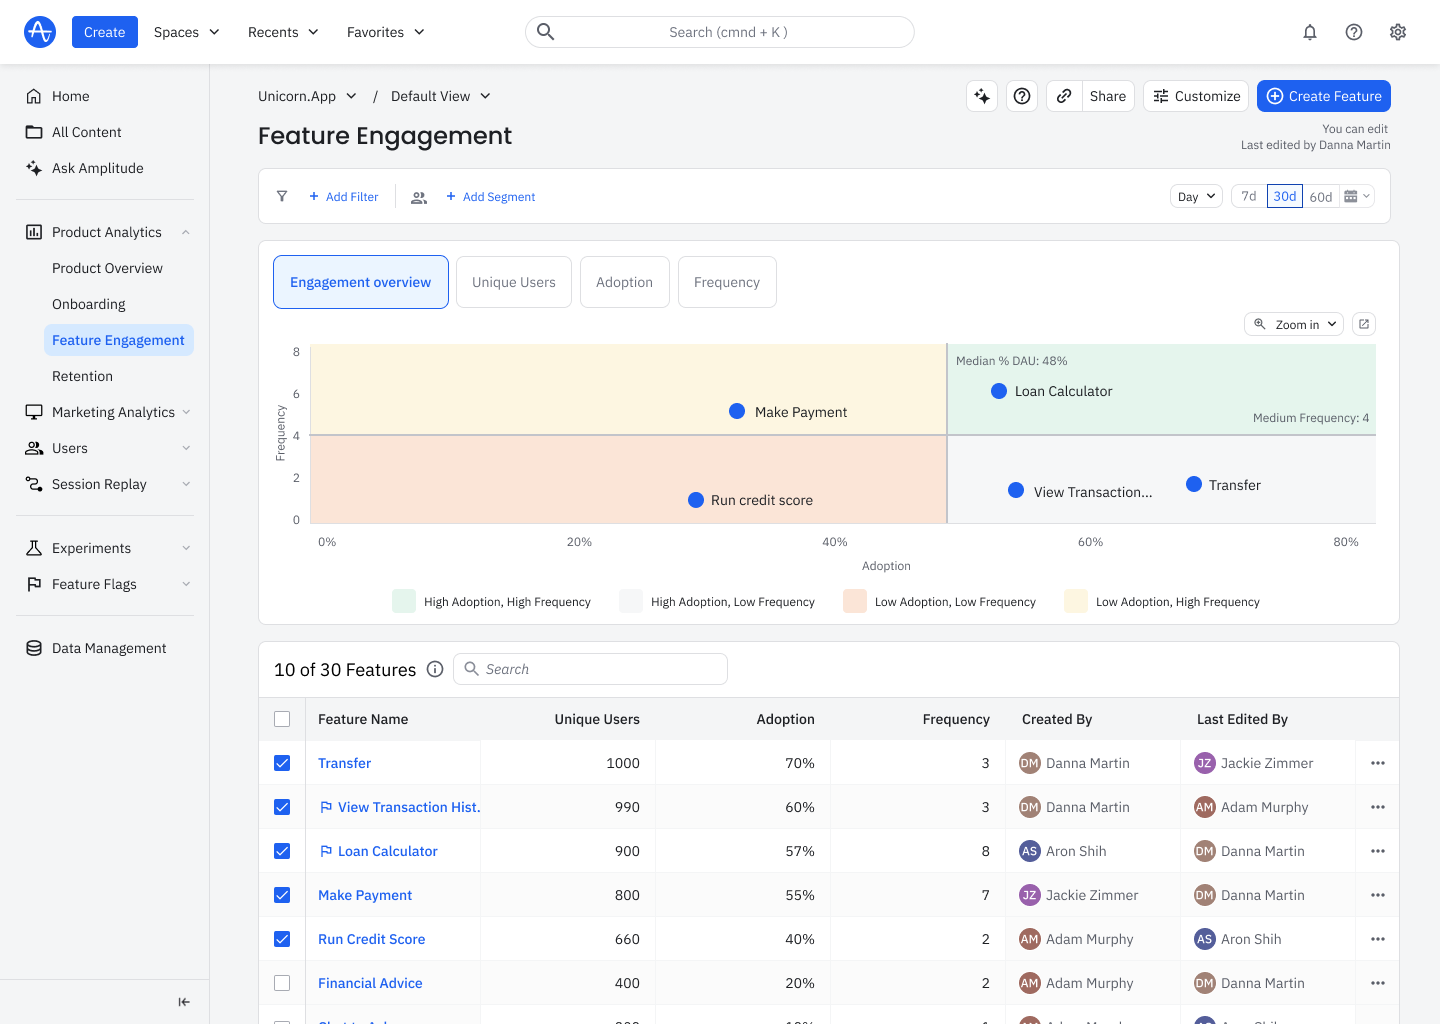 Create
Spaces
Recents
Favorites
Search (cmnd + K )
Home
All Content
Ask Amplitude
Product Analytics
Product Overview
Onboarding
Feature Engagement
Retention
Marketing Analytics
Users
Session Replay
Experiments
Feature Flags
Data Management
Unicorn.App / Default View
Share
Customize
Create Feature
Feature Engagement
You can edit
Last edited by Danna Martin
+ Add Filter
+ Add Segment
Day
7d 30d 60d
Engagement overview
Unique Users
Adoption
Frequency
Zoom in
8
6
4
2
0
Frequency
Median % DAU: 48%
Loan Calculator
Make Payment
Medium Frequency: 4
Run credit score
View Transaction...
Transfer
0% 20% 40% 60% 80%
Adoption
High Adoption, High Frequency
High Adoption, Low Frequency
Low Adoption, Low Frequency
Low Adoption, High Frequency
10 of 30 Features
Search
Feature Name Unique Users Adoption Frequency Created By Last Edited By
Transfer 1000 70% 3 DM Danna Martin JZ Jackie Zimmer
View Transaction Hist. 990 60% 3 DM Danna Martin AM Adam Murphy
Loan Calculator 900 57% 8 AS Aron Shih DM Danna Martin
Make Payment 800 55% 7 JZ Jackie Zimmer DM Danna Martin
Run Credit Score 660 40% 2 AM Adam Murphy AS Aron Shih
Financial Advice 400 20% 2 AM Adam Murphy DM Danna Martin